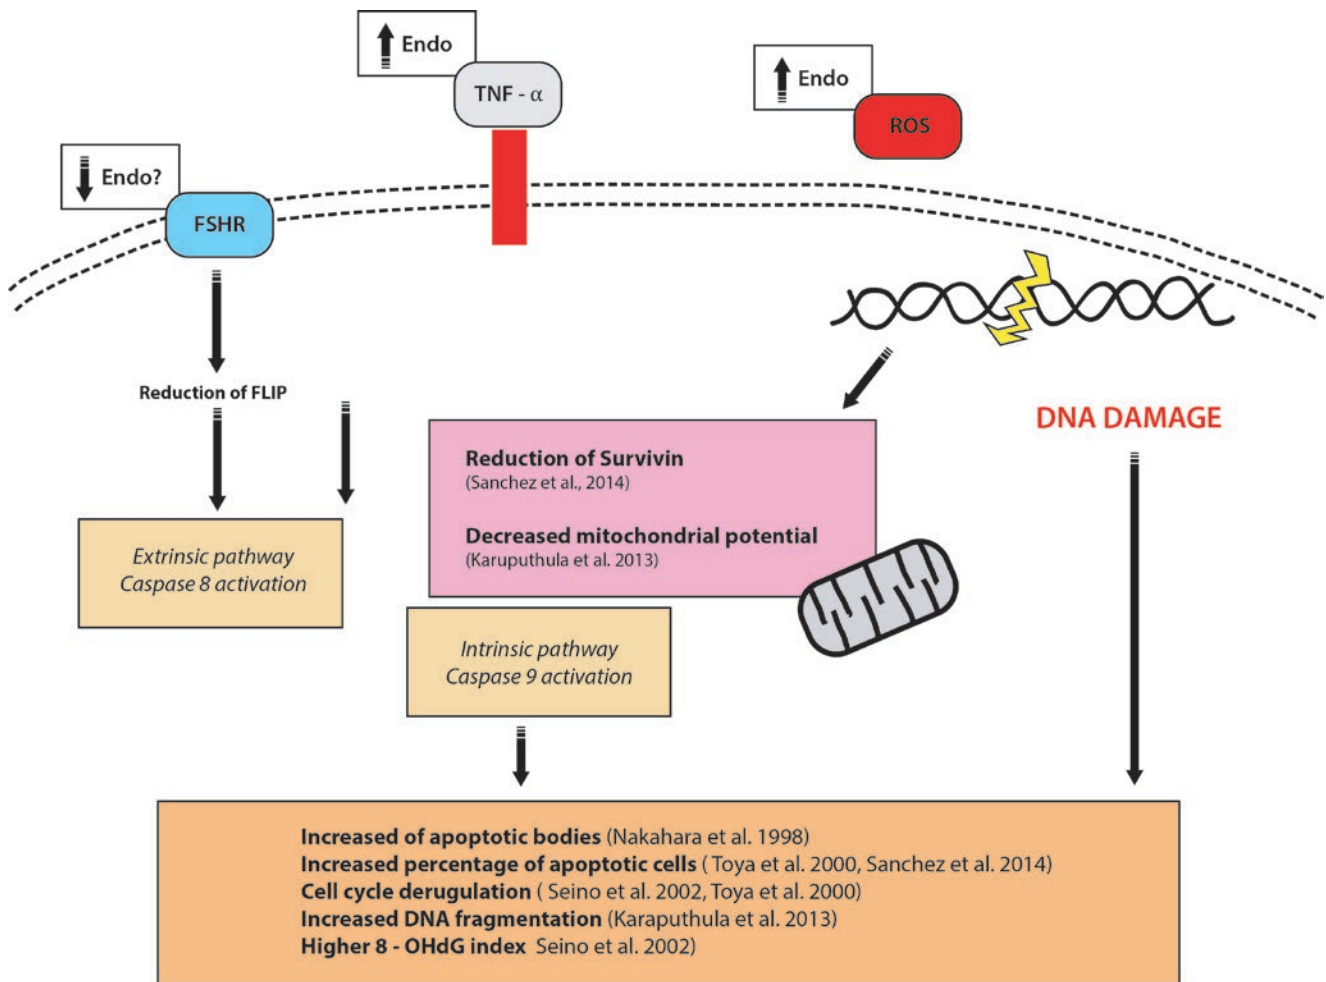 Endo
TNF - α
Endo
ROS
Endo?
FSHR
Reduction of FLIP
DNA DAMAGE
Reduction of Survivin
(Sanchez et al., 2014)
Decreased mitochondrial potential
(Karuputhula et al. 2013)
Extrinsic pathway
Caspase 8 activation
Intrinsic pathway
Caspase 9 activation
Increased of apoptotic bodies (Nakahara et al. 1998)
Increased percentage of apoptotic cells ( Toya et al. 2000, Sanchez et al. 2014)
Cell cycle derugulation ( Seino et al. 2002, Toya et al. 2000)
Increased DNA fragmentation (Karaputhula et al. 2013)
Higher 8 - OHdG index  Seino et al. 2002)